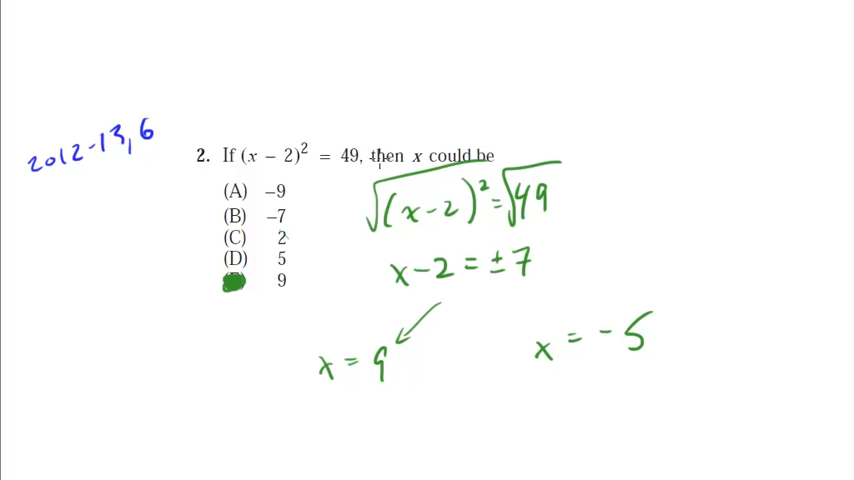 2012-13, 6
2. If (x − 2)² = 49, then x could be
(A) −9
(B) −7
(C) 2
(D) 5
9
√(x-2)² = √49
x-2 = ±7
x = 9
x = -5